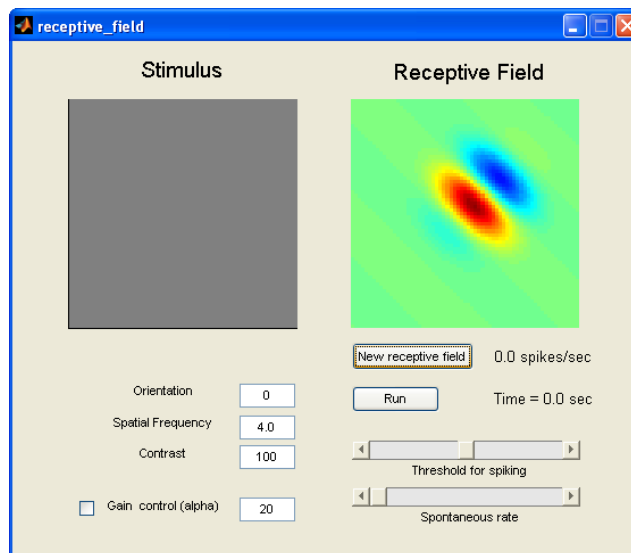 receptive_field
Stimulus
Receptive Field
New receptive field
0.0 spikes/sec
Orientation
0
Run
Time = 0.0 sec
Spatial Frequency
4.0
Contrast
100
Threshold for spiking
Gain control (alpha)
20
Spontaneous rate